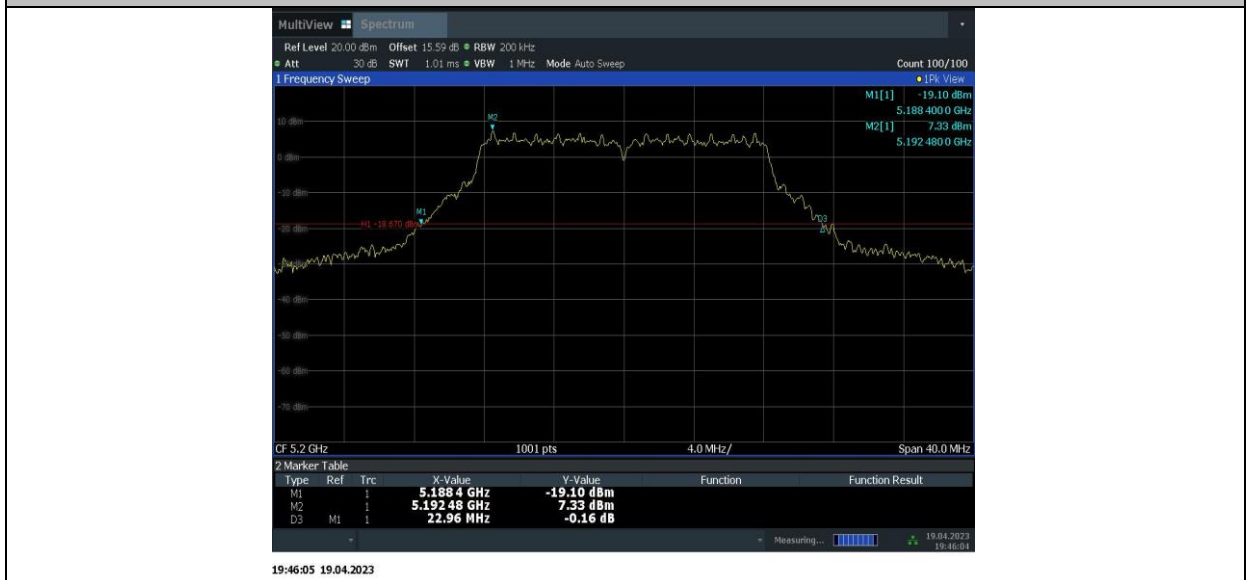 MultiView Spectrum
Ref Level 20.00 dBm Offset 15.59 dB RBW 200 kHz
Att 30 dB SWT 1.01 ms VBW 1 MHz Mode Auto Sweep Count 100/100
1 Frequency Sweep 1Pk View
M1[1] -19.10 dBm
5.188 400 0 GHz
M2[1] 7.33 dBm
5.192 480 0 GHz
10 dBm
M2
0 dBm
-10 dBm
M1
H1 -18.670 dBm
D3
-20 dBm
-40 dBm
-50 dBm
-60 dBm
-70 dBm
CF 5.2 GHz 1001 pts 4.0 MHz/ Span 40.0 MHz
2 Marker Table
Type Ref Trc X-Value Y-Value Function Function Result
M1 1 5.188 4 GHz -19.10 dBm
M2 1 5.192 48 GHz 7.33 dBm
D3 M1 1 22.96 MHz -0.16 dB
Measuring... 19.04.2023
19:46:04
19:46:05 19.04.2023